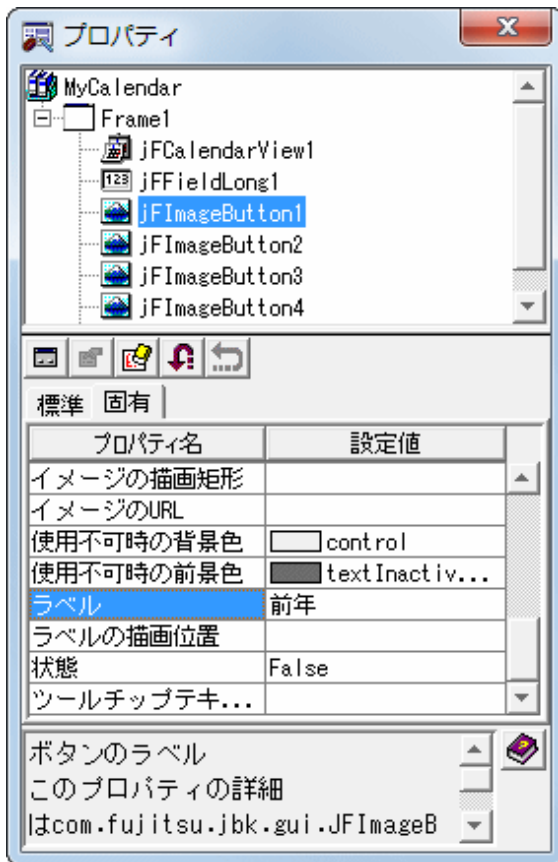 プロパティ
MyCalendar
Frame1
jFCalendarView1
123 jFFieldLong1
jFImageButton1
jFImageButton2
jFImageButton3
jFImageButton4
標準 固有
プロパティ名 設定値
イメージの描画矩形
イメージのURL
使用不可時の背景色 control
使用不可時の前景色 textInactiv...
ラベル 前年
ラベルの描画位置
状態 False
ツールチップテキ...
ボタンのラベル
このプロパティの詳細
はcom.fujitsu.jbk.gui.JFImageB